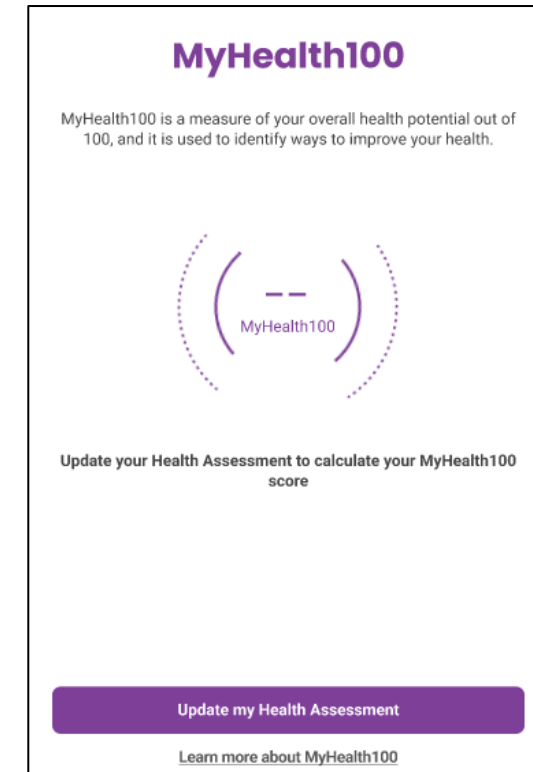 MyHealth100
MyHealth100 is a measure of your overall health potential out of
100, and it is used to identify ways to improve your health.
--
MyHealth100
Update your Health Assessment to calculate your MyHealth100
score
Update my Health Assessment
Learn more about MyHealth100